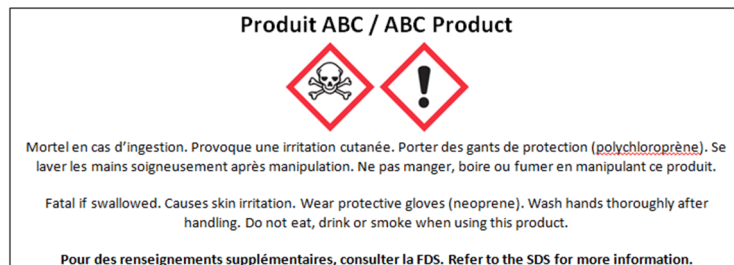 Produit ABC / ABC Product
Mortel en cas d'ingestion. Provoque une irritation cutanée. Porter des gants de protection (polychloroprène). Se
laver les mains soigneusement après manipulation. Ne pas manger, boire ou fumer en manipulant ce produit.
Fatal if swallowed. Causes skin irritation. Wear protective gloves (neoprene). Wash hands thoroughly after
handling. Do not eat, drink or smoke when using this product.
Pour des renseignements supplémentaires, consulter la FDS. Refer to the SDS for more information.